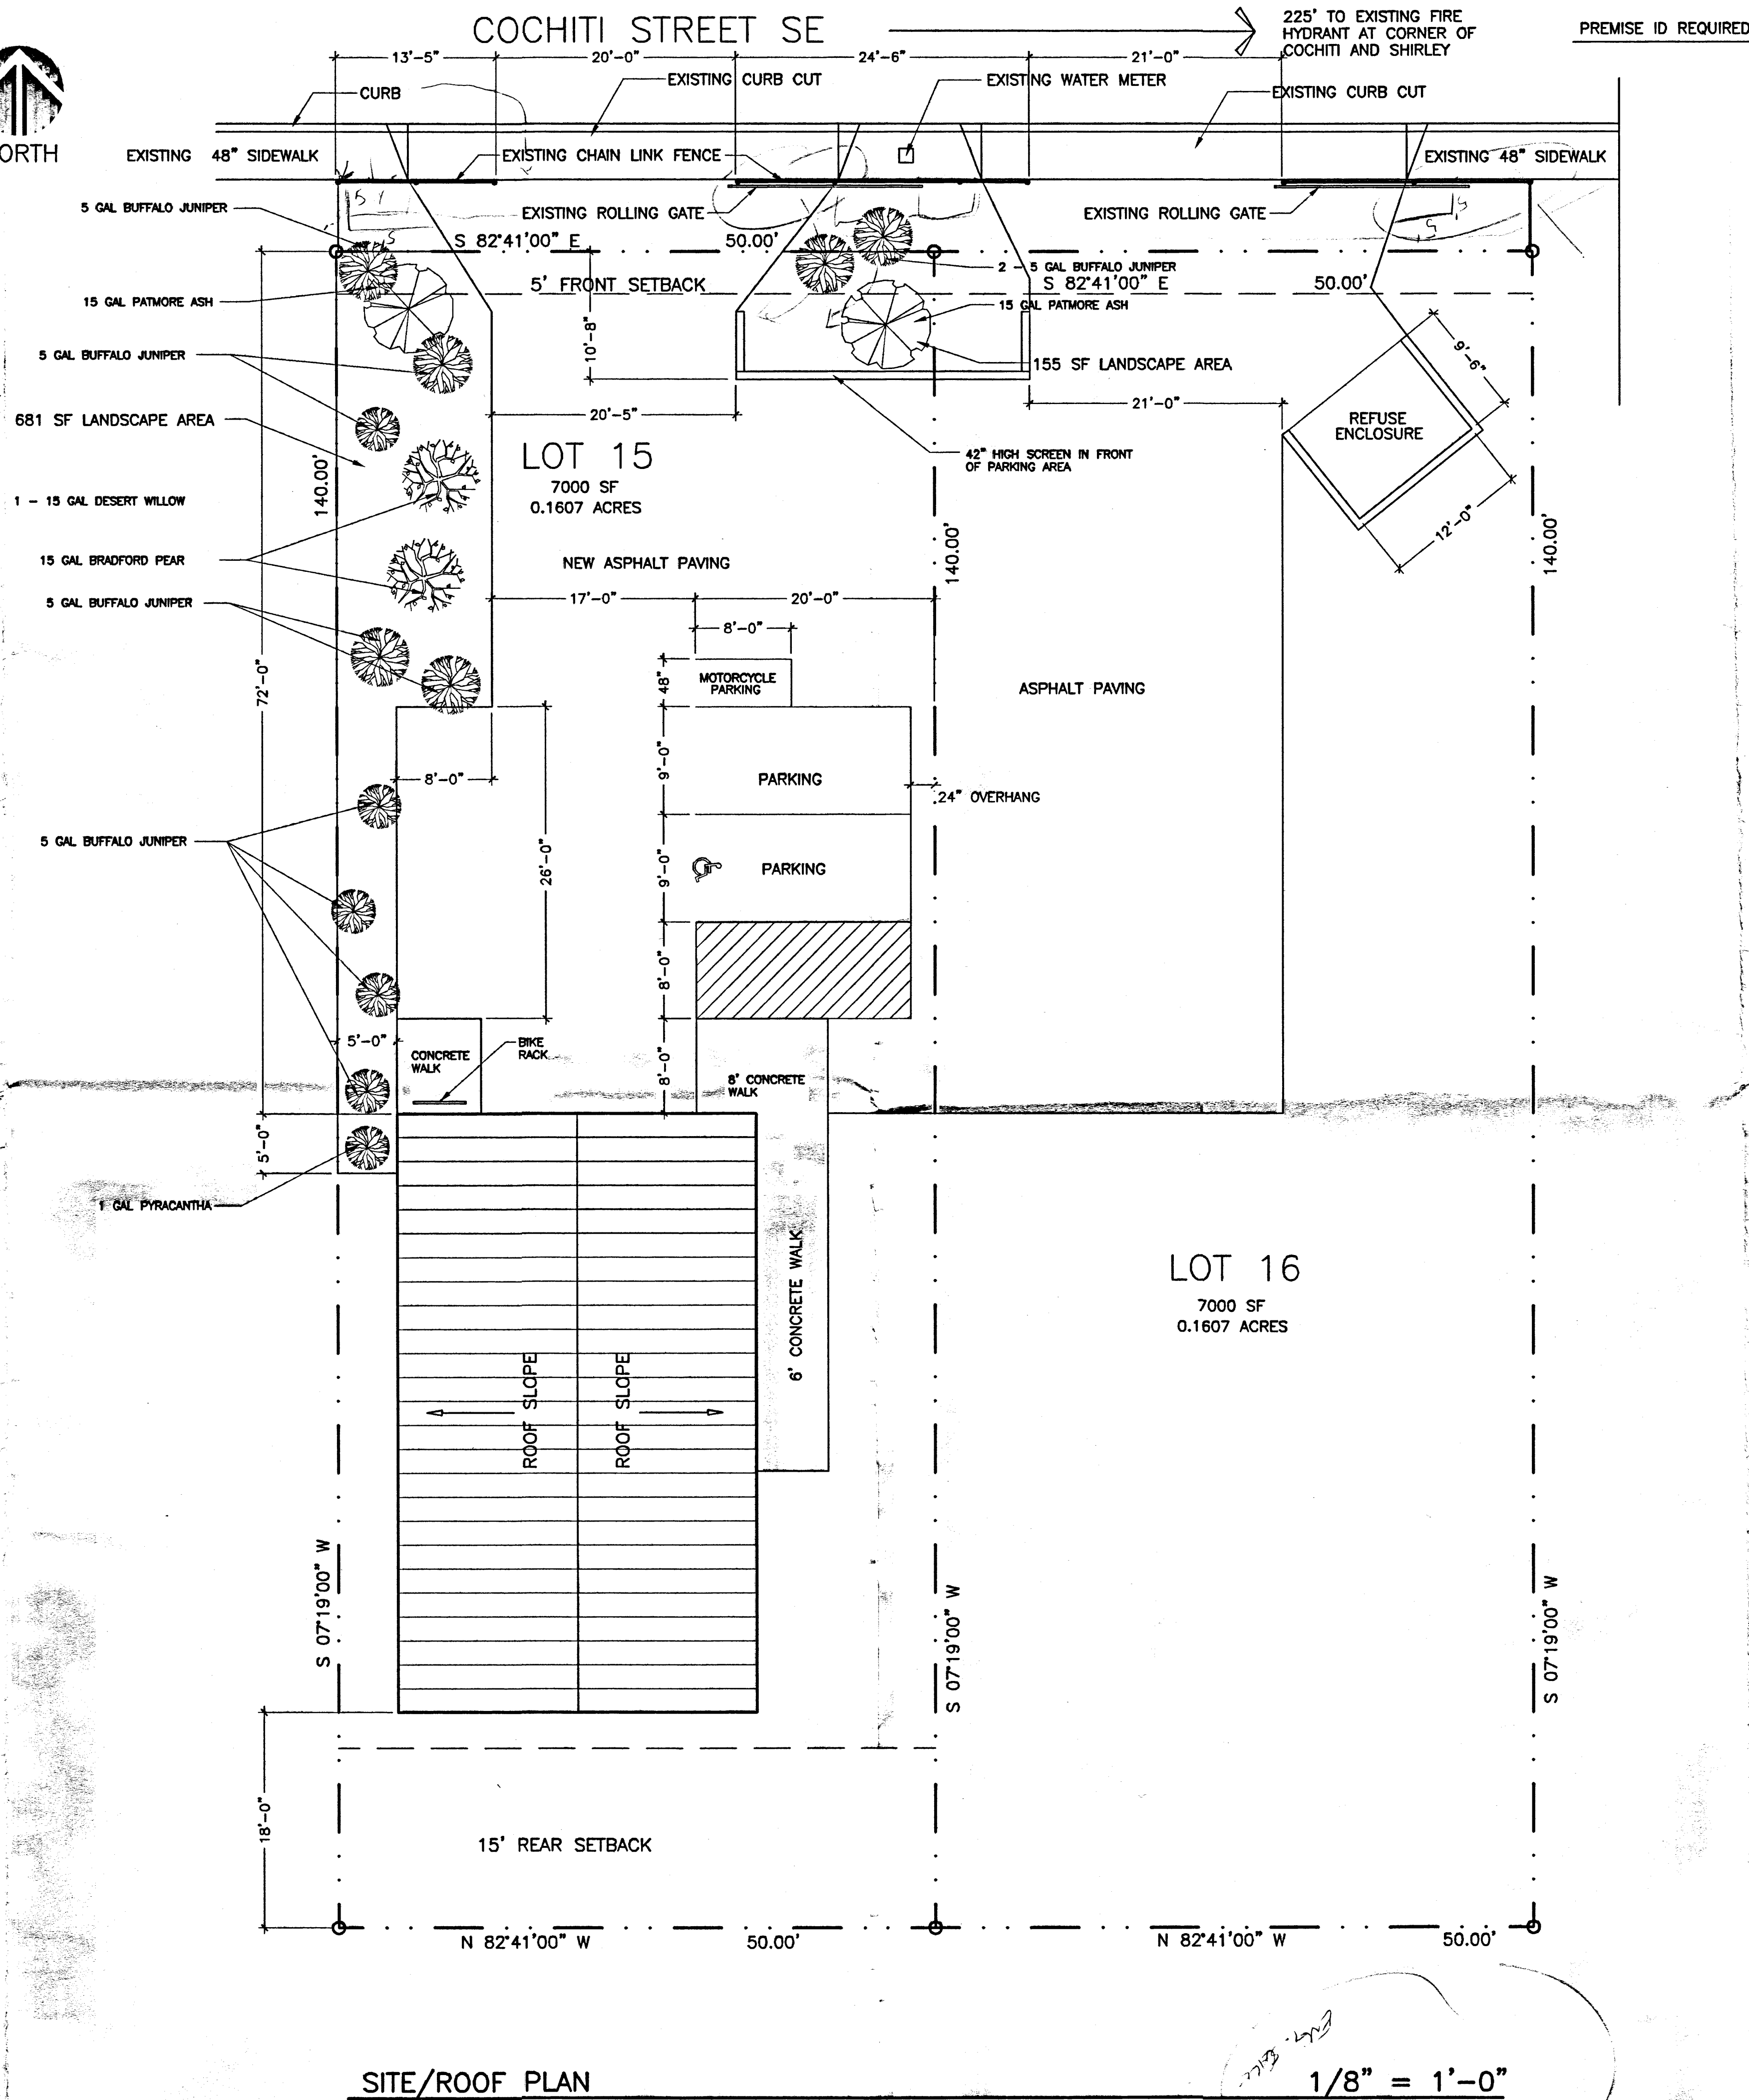 COCHITI STREET SE
225' TO EXISTING FIRE
HYDRANT AT CORNER OF
COCHITI AND SHIRLEY
PREMISE ID REQUIRED
13'-5"
20'-0"
24'-6"
21'-0"
ORTH
CURB
EXISTING CURB CUT
EXISTING WATER METER
EXISTING CURB CUT
EXISTING 48" SIDEWALK
EXISTING CHAIN LINK FENCE
EXISTING 48" SIDEWALK
5 GAL BUFFALO JUNIPER
EXISTING ROLLING GATE
EXISTING ROLLING GATE
S 82°41'00" E
50.00'
2 - 5 GAL BUFFALO JUNIPER
5' FRONT SETBACK
S 82°41'00" E
50.00'
15 GAL PATMORE ASH
15 GAL PATMORE ASH
10'-8"
9'-6"
5 GAL BUFFALO JUNIPER
155 SF LANDSCAPE AREA
20'-5"
21'-0"
REFUSE
ENCLOSURE
681 SF LANDSCAPE AREA
LOT 15
7000 SF
0.1607 ACRES
42" HIGH SCREEN IN FRONT
OF PARKING AREA
140.00'
1 - 15 GAL DESERT WILLOW
12'-0"
140.00'
140.00'
15 GAL BRADFORD PEAR
NEW ASPHALT PAVING
5 GAL BUFFALO JUNIPER
17'-0"
20'-0"
8'-0"
72'-0"
48"
MOTORCYCLE
PARKING
ASPHALT PAVING
8'-0"
9'-0"
PARKING
24" OVERHANG
5 GAL BUFFALO JUNIPER
26'-0"
9'-0"
PARKING
8'-0"
5'-0"
CONCRETE
WALK
BIKE
RACK
8'-0"
8' CONCRETE
WALK
5'-0"
1 GAL PYRACANTHA
6' CONCRETE WALK
LOT 16
7000 SF
0.1607 ACRES
ROOF SLOPE
ROOF SLOPE
S 07°19'00" W
S 07°19'00" W
S 07°19'00" W
18'-0"
15' REAR SETBACK
N 82°41'00" W
50.00'
N 82°41'00" W
50.00'
SITE/ROOF PLAN
1/8" = 1'-0"